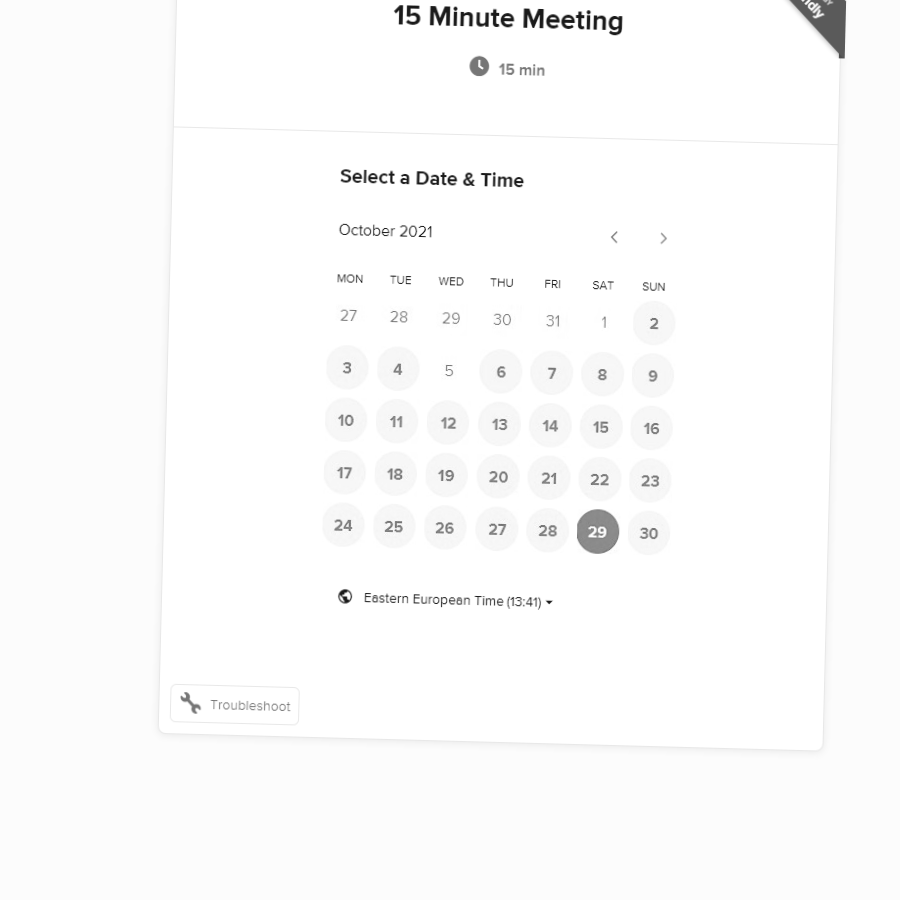 15 Minute Meeting
15 min
Select a Date & Time
October 2021
MON TUE WED THU FRI SAT SUN
27 28 29 30 31 1 2
3 4 5 6 7 8 9
10 11 12 13 14 15 16
17 18 19 20 21 22 23
24 25 26 27 28 29 30
Eastern European Time (13:41)
Troubleshoot